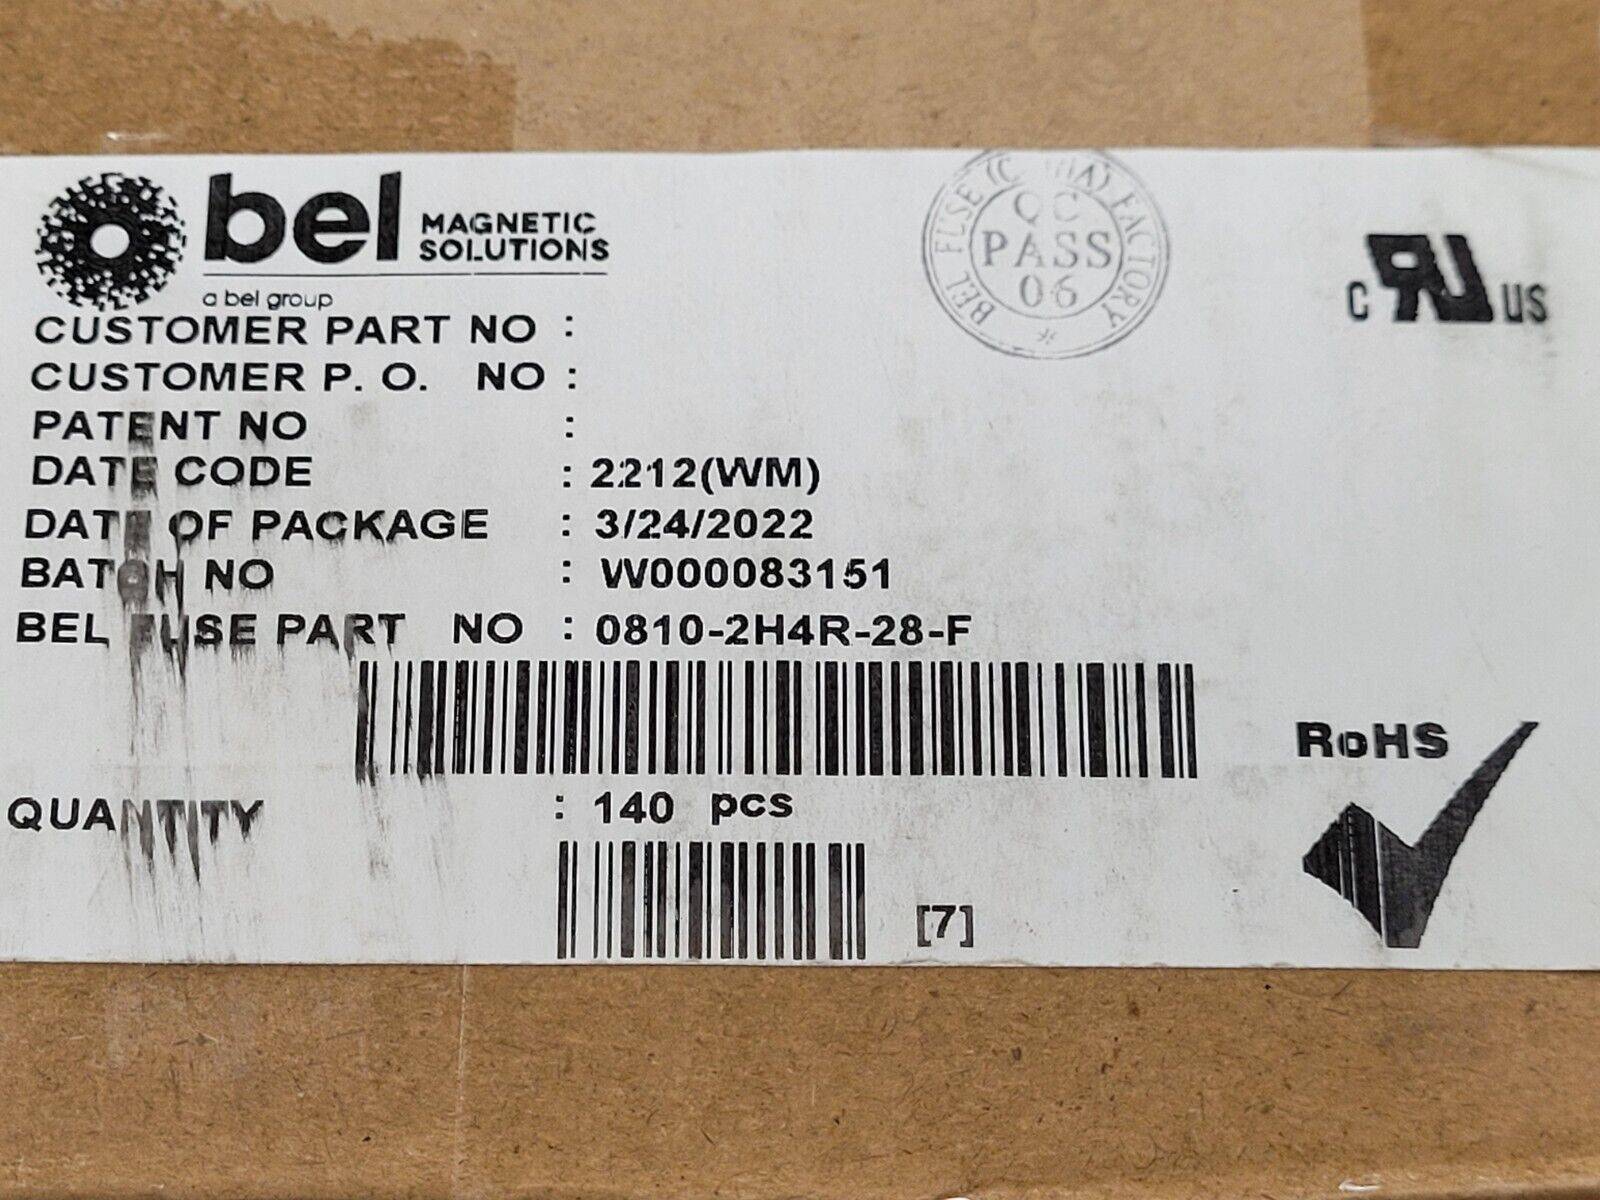 bel MAGNETIC SOLUTIONS
a bel group
BEL FUSE FACTORY
QC
PASS
06
*
c RU US
CUSTOMER PART NO :
CUSTOMER P. O. NO :
PATENT NO :
DATE CODE : 2212(WM)
DATE OF PACKAGE : 3/24/2022
BATCH NO : W000083151
BEL FUSE PART NO : 0810-2H4R-28-F
RoHS
QUANTITY : 140 pcs
[7]